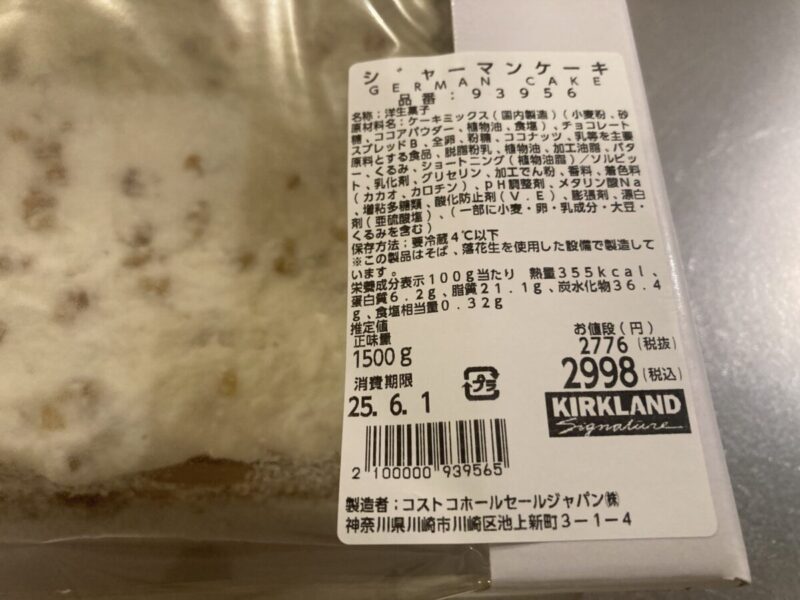 ジャーマンケーキ
GERMAN CAKE
品番:93956
名称:洋生菓子
原材料名:ケーキミックス(国内製造)(小麦粉、砂
糖、ココアパウダー、植物油、食塩)、チョコレート
スプレッドB、全卵、粉糖、ココナッツ、乳等を主要
原料とする食品、脱脂粉乳、植物油、加工油脂、バタ
ー、くるみ、ショートニング(植物油脂)/ソルビッ
ト、乳化剤、グリセリン、加工でん粉、香料、着色料
(カカオ、カロチン)、pH調整剤、メタリン酸Na
、増粘多糖類、酸化防止剤(V.E)、膨張剤、漂白
剤(亜硫酸塩)、(一部に小麦・卵・乳成分・大豆・
くるみを含む)
保存方法:要冷蔵4℃以下
※この製品はそば、落花生を使用した設備で製造して
います。
栄養成分表示100g当たり 熱量355kcal、
蛋白質6.2g、脂質21.1g、炭水化物36.4
g、食塩相当量0.32g
推定値
正味量
1500g
お値段(円)
2776(税抜)
2998(税込)
消費期限
25.6.1
プラ
KIRKLAND
Signature
2 100000 939565
製造者:コストコホールセールジャパン㈱
神奈川県川崎市川崎区池上新町3-1-4